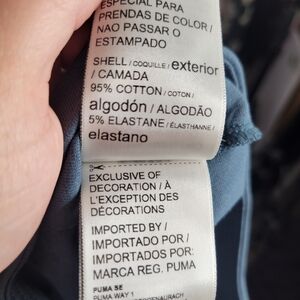 ESPECIAL PARA
PRENDAS DE COLOR /
NAO PASSAR O
ESTAMPADO
SHELL / COQUILLE / exterior
/ CAMADA
95% COTTON / COTON /
algodón / ALGODÃO
5% ELASTANE / ÉLASTHANNE /
elastano
EXCLUSIVE OF
DECORATION / À
L'EXCEPTION DES
DÉCORATIONS
IMPORTED BY /
IMPORTADO POR /
IMPORTADO POR:
MARCA REG. PUMA
PUMA SE
PUMA WAY 1